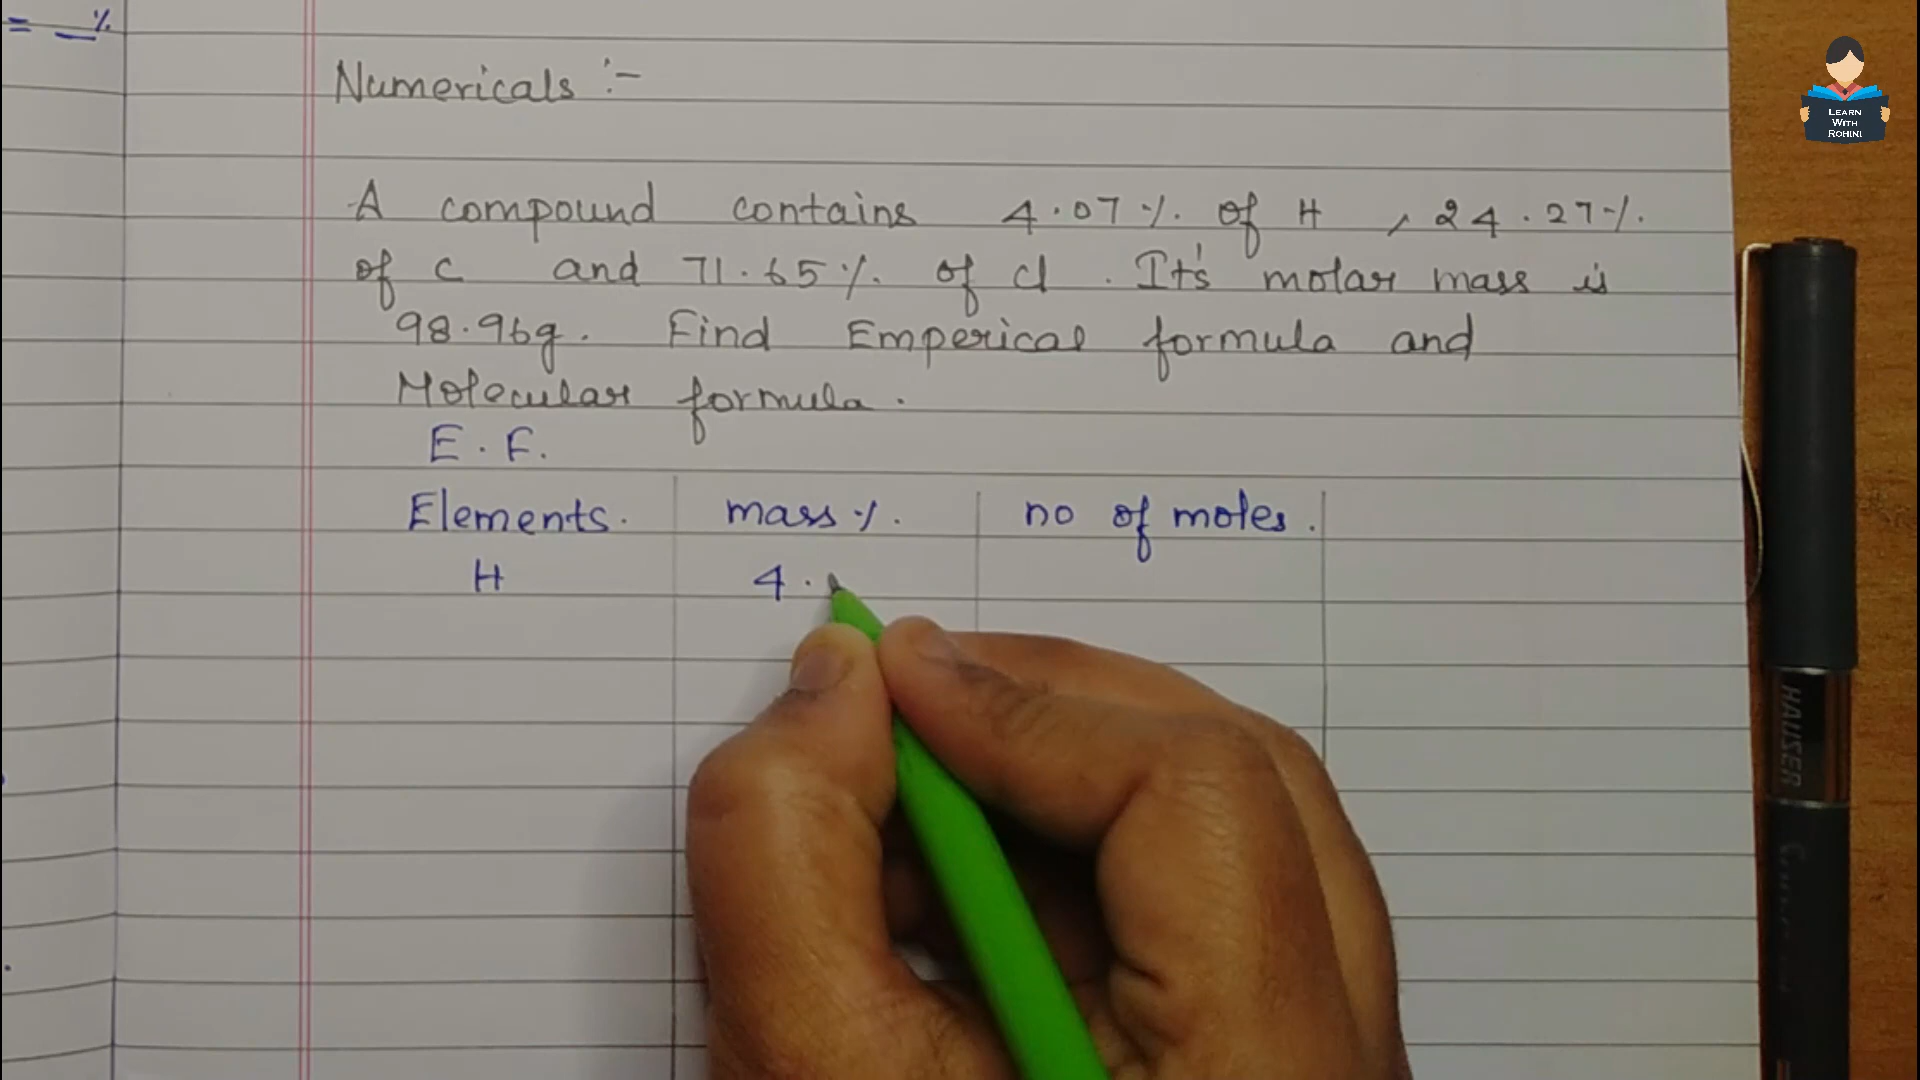 = _%
Numericals :-
A compound contains 4.07% of H , 24.27%
of C and 71.65% of Cl . It's molar mass is
98.96g. Find Emperical formula and
Molecular formula.
E.F.
Elements. mass%. no of moles.
H 4.
LEARN
WITH
ROHINI
HAUSER